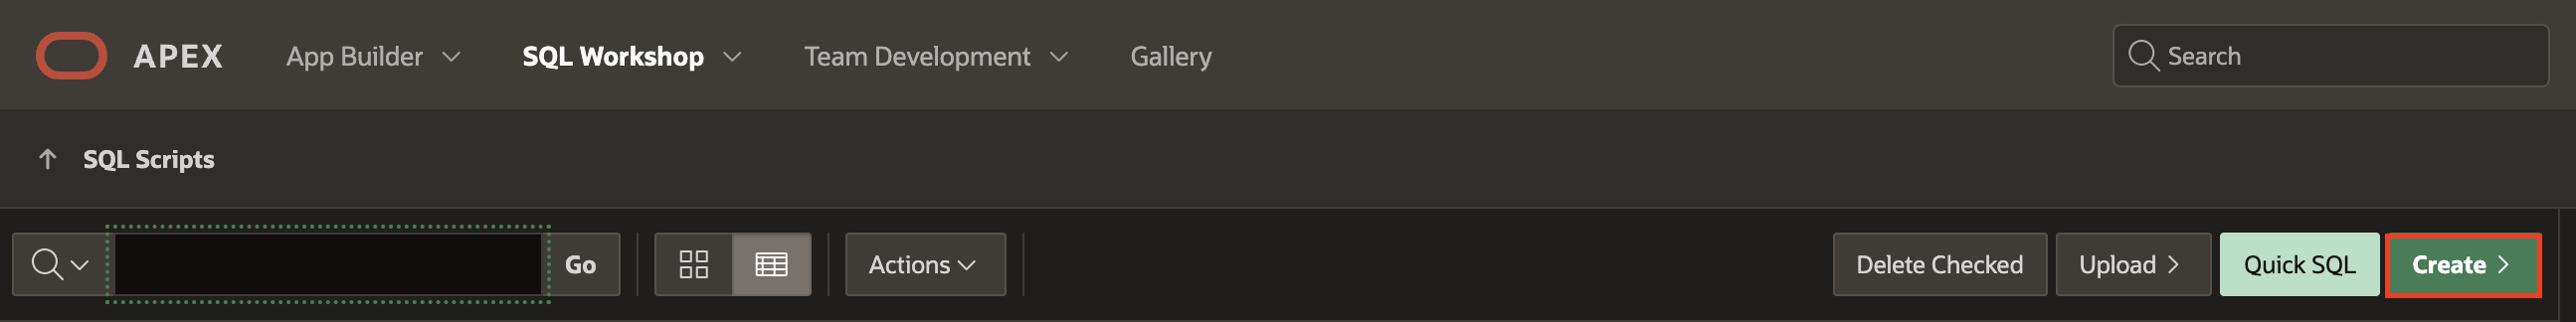 APEX App Builder SQL Workshop Team Development Gallery Search
SQL Scripts
Go Actions Delete Checked Upload Quick SQL Create